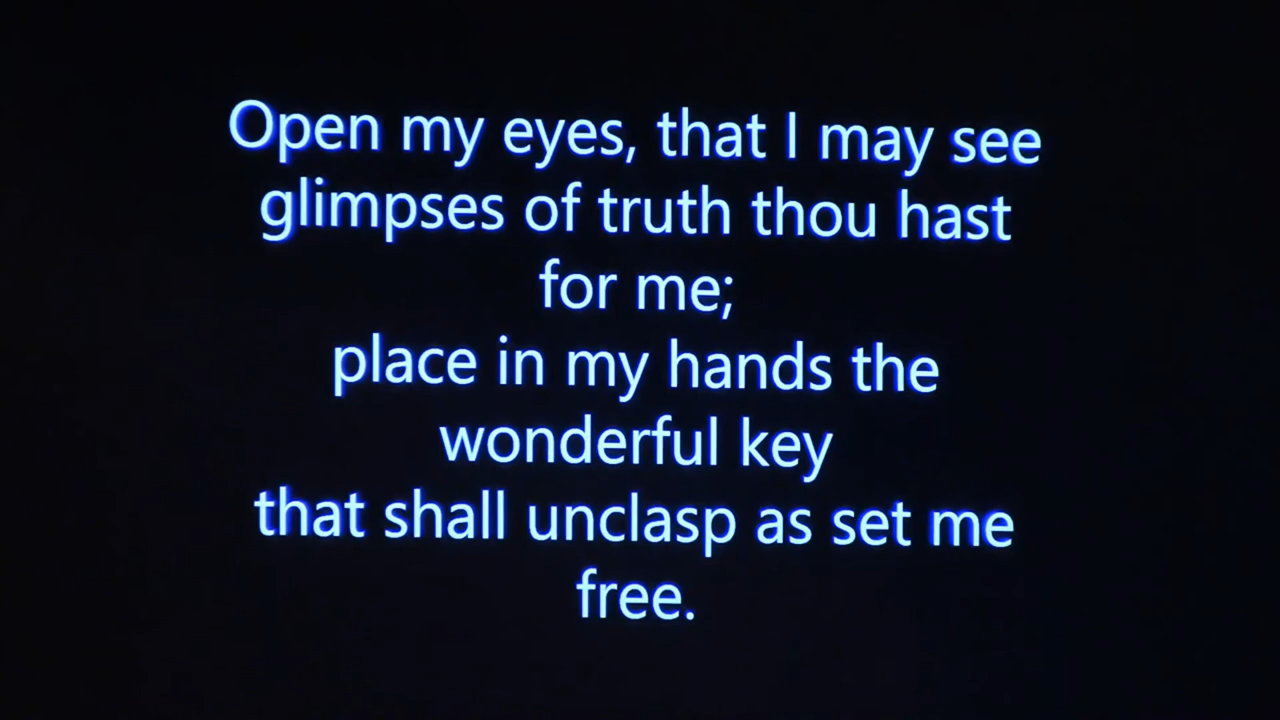 Open my eyes, that I may see
glimpses of truth thou hast
for me;
place in my hands the
wonderful key
that shall unclasp as set me
free.